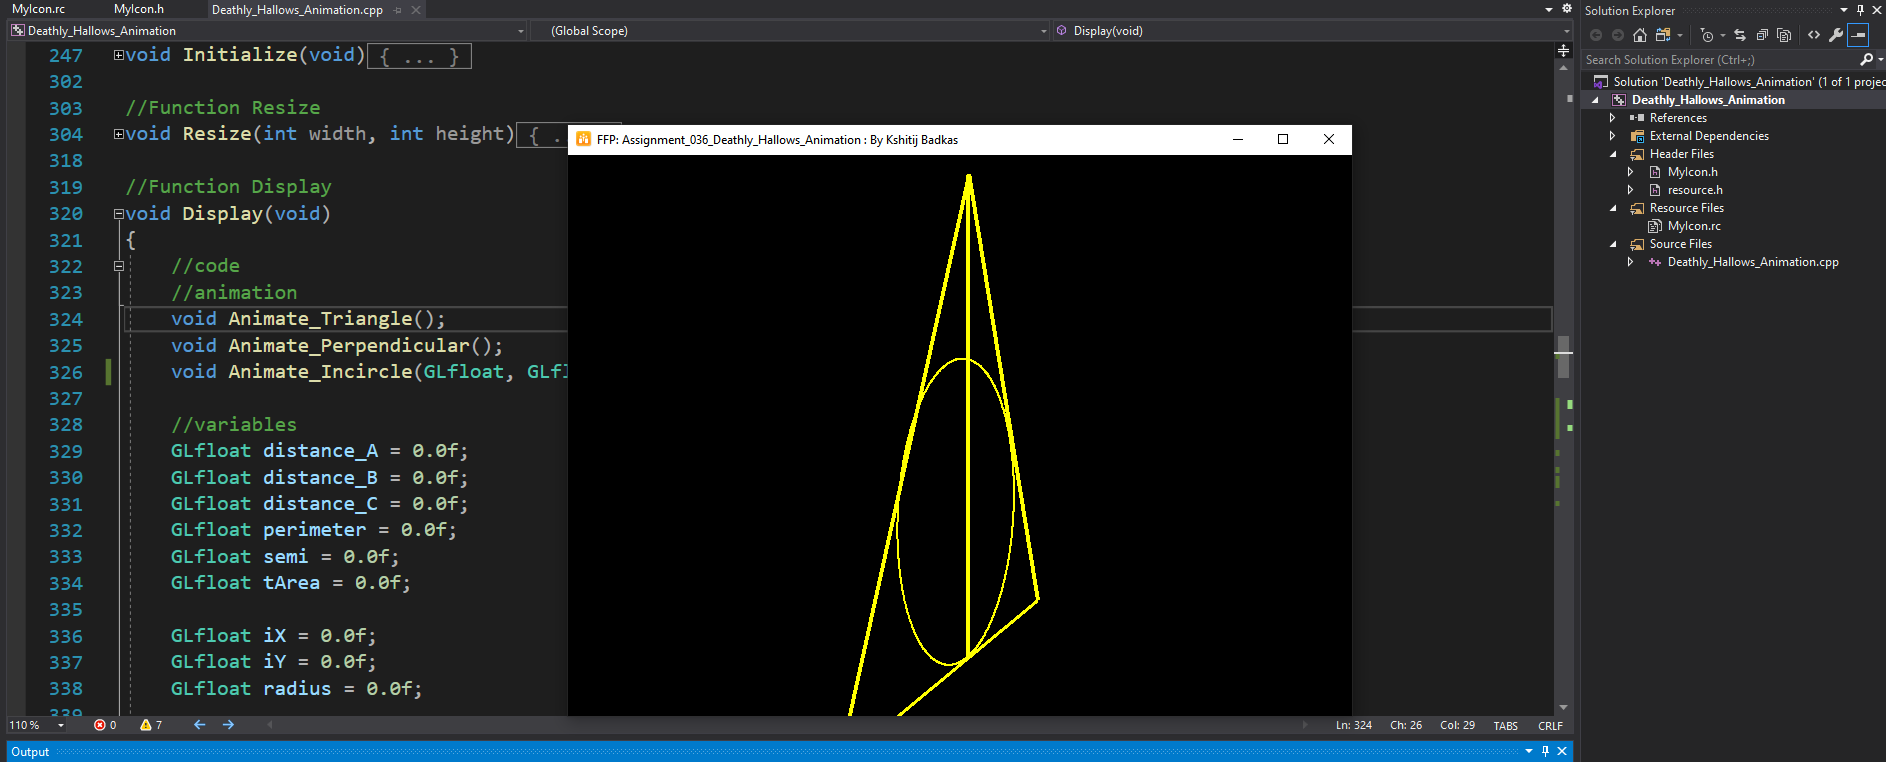 MyIcon.rc MyIcon.h Deathly_Hallows_Animation.cpp
Deathly_Hallows_Animation (Global Scope) Display(void)
247 void Initialize(void) { ... }
302
303 //Function Resize
304 void Resize(int width, int height) { ..
318
319 //Function Display
320 void Display(void)
321 {
322 //code
323 //animation
324 void Animate_Triangle();
325 void Animate_Perpendicular();
326 void Animate_Incircle(GLfloat, GLfl
327
328 //variables
329 GLfloat distance_A = 0.0f;
330 GLfloat distance_B = 0.0f;
331 GLfloat distance_C = 0.0f;
332 GLfloat perimeter = 0.0f;
333 GLfloat semi = 0.0f;
334 GLfloat tArea = 0.0f;
335
336 GLfloat iX = 0.0f;
337 GLfloat iY = 0.0f;
338 GLfloat radius = 0.0f;
339
FFP: Assignment_036_Deathly_Hallows_Animation : By Kshitij Badkas
110 % 0 7 Ln: 324 Ch: 26 Col: 29 TABS CRLF
Output
Solution Explorer
Search Solution Explorer (Ctrl+;)
Solution 'Deathly_Hallows_Animation' (1 of 1 projec
Deathly_Hallows_Animation
References
External Dependencies
Header Files
MyIcon.h
resource.h
Resource Files
MyIcon.rc
Source Files
Deathly_Hallows_Animation.cpp